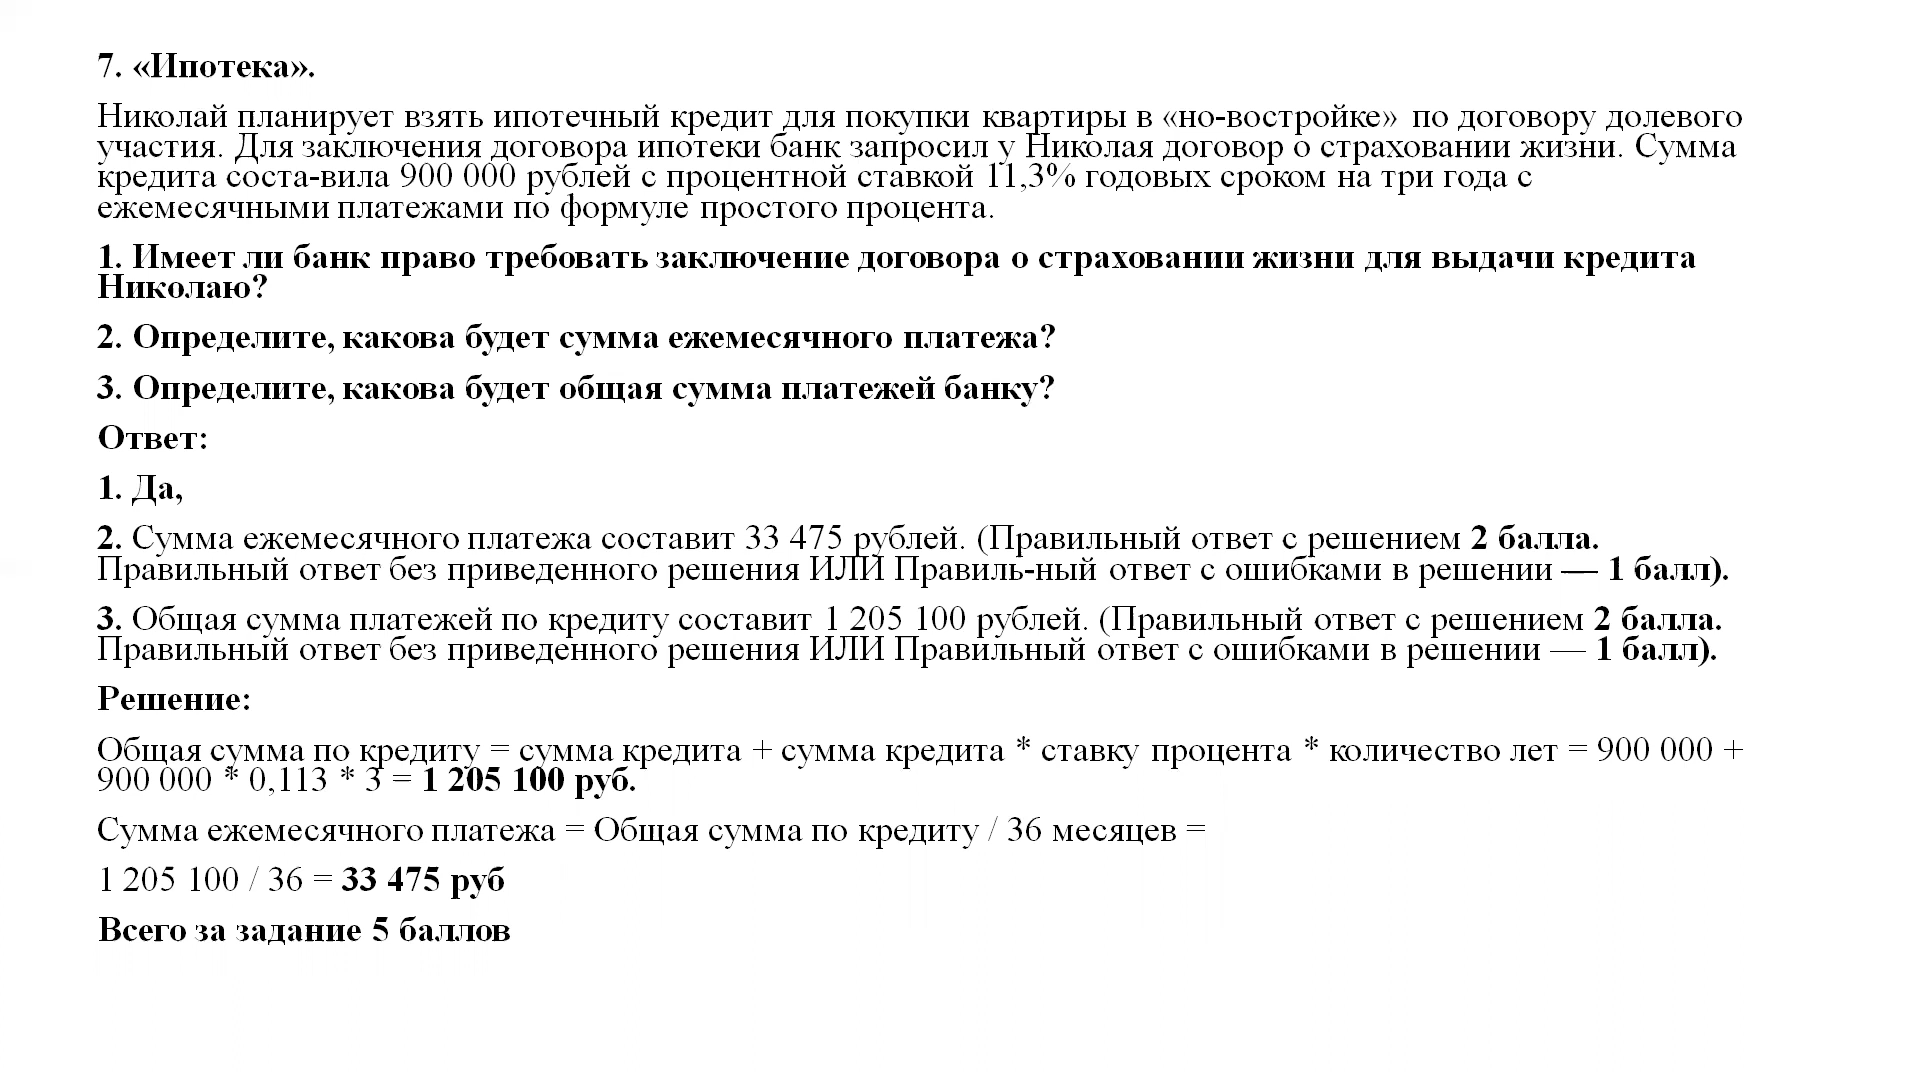 7. «Ипотека».
Николай планирует взять ипотечный кредит для покупки квартиры в «но-востройке» по договору долевого
участия. Для заключения договора ипотеки банк запросил у Николая договор о страховании жизни. Сумма
кредита соста-вила 900 000 рублей с процентной ставкой 11,3% годовых сроком на три года с
ежемесячными платежами по формуле простого процента.
1. Имеет ли банк право требовать заключение договора о страховании жизни для выдачи кредита
Николаю?
2. Определите, какова будет сумма ежемесячного платежа?
3. Определите, какова будет общая сумма платежей банку?
Ответ:
1. Да,
2. Сумма ежемесячного платежа составит 33 475 рублей. (Правильный ответ с решением 2 балла.
Правильный ответ без приведенного решения ИЛИ Правиль-ный ответ с ошибками в решении — 1 балл).
3. Общая сумма платежей по кредиту составит 1 205 100 рублей. (Правильный ответ с решением 2 балла.
Правильный ответ без приведенного решения ИЛИ Правильный ответ с ошибками в решении — 1 балл).
Решение:
Общая сумма по кредиту = сумма кредита + сумма кредита * ставку процента * количество лет = 900 000 +
900 000 * 0,113 * 3 = 1 205 100 руб.
Сумма ежемесячного платежа = Общая сумма по кредиту / 36 месяцев =
1 205 100 / 36 = 33 475 руб
Всего за задание 5 баллов